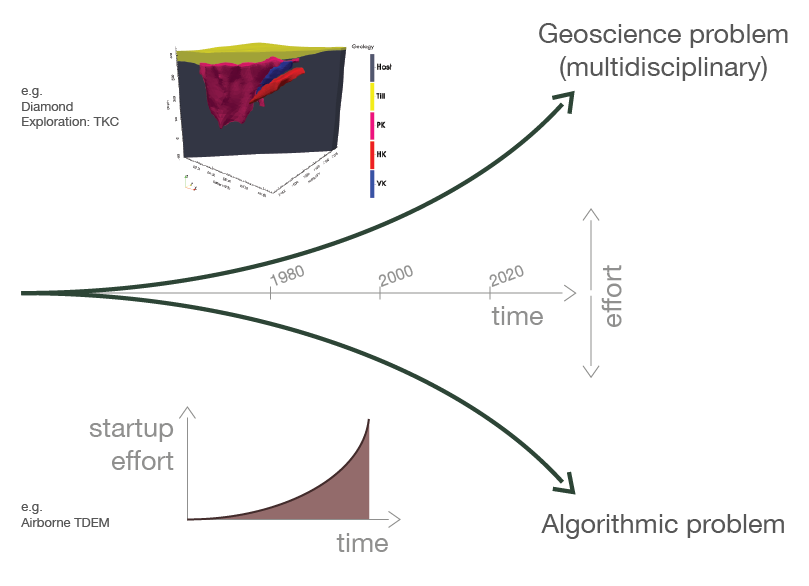 Geoscience problem
(multidisciplinary)
e.g.
Diamond
Exploration: TKC
Geology
Host
Till
PK
HK
VK
1980
2000
2020
time
effort
startup
effort
time
e.g.
Airborne TDEM
Algorithmic problem